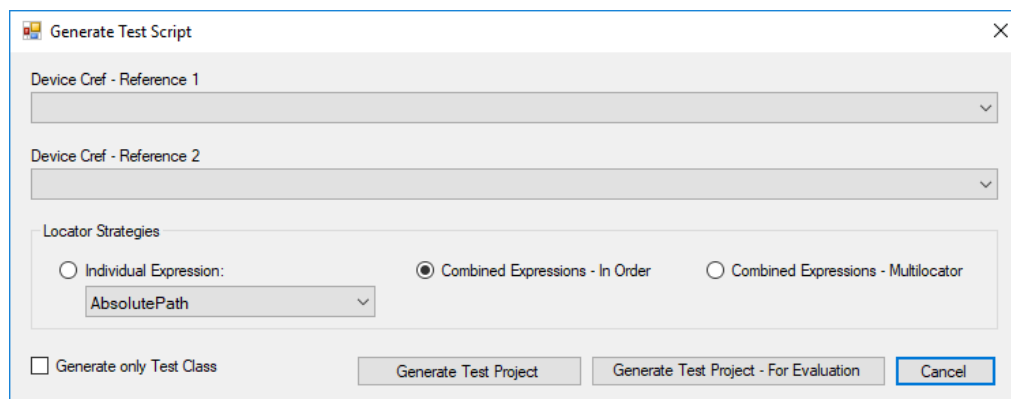 Generate Test Script
Device Cref - Reference 1
Device Cref - Reference 2
Locator Strategies
Individual Expression:
Combined Expressions - In Order
Combined Expressions - Multilocator
AbsolutePath
Generate only Test Class
Generate Test Project
Generate Test Project - For Evaluation
Cancel